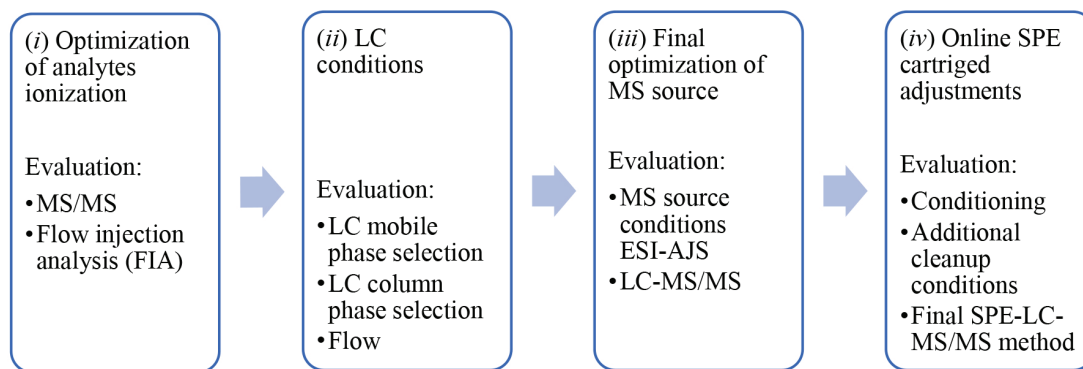 (i) Optimization
of analytes
ionization
Evaluation:
•MS/MS
•Flow injection
analysis (FIA)
(ii) LC
conditions
Evaluation:
•LC mobile
phase selection
•LC column
phase selection
•Flow
(iii) Final
optimization of
MS source
Evaluation:
•MS source
conditions
ESI-AJS
•LC-MS/MS
(iv) Online SPE
cartriged
adjustments
Evaluation:
•Conditioning
•Additional
cleanup
conditions
•Final SPE-LC-
MS/MS method